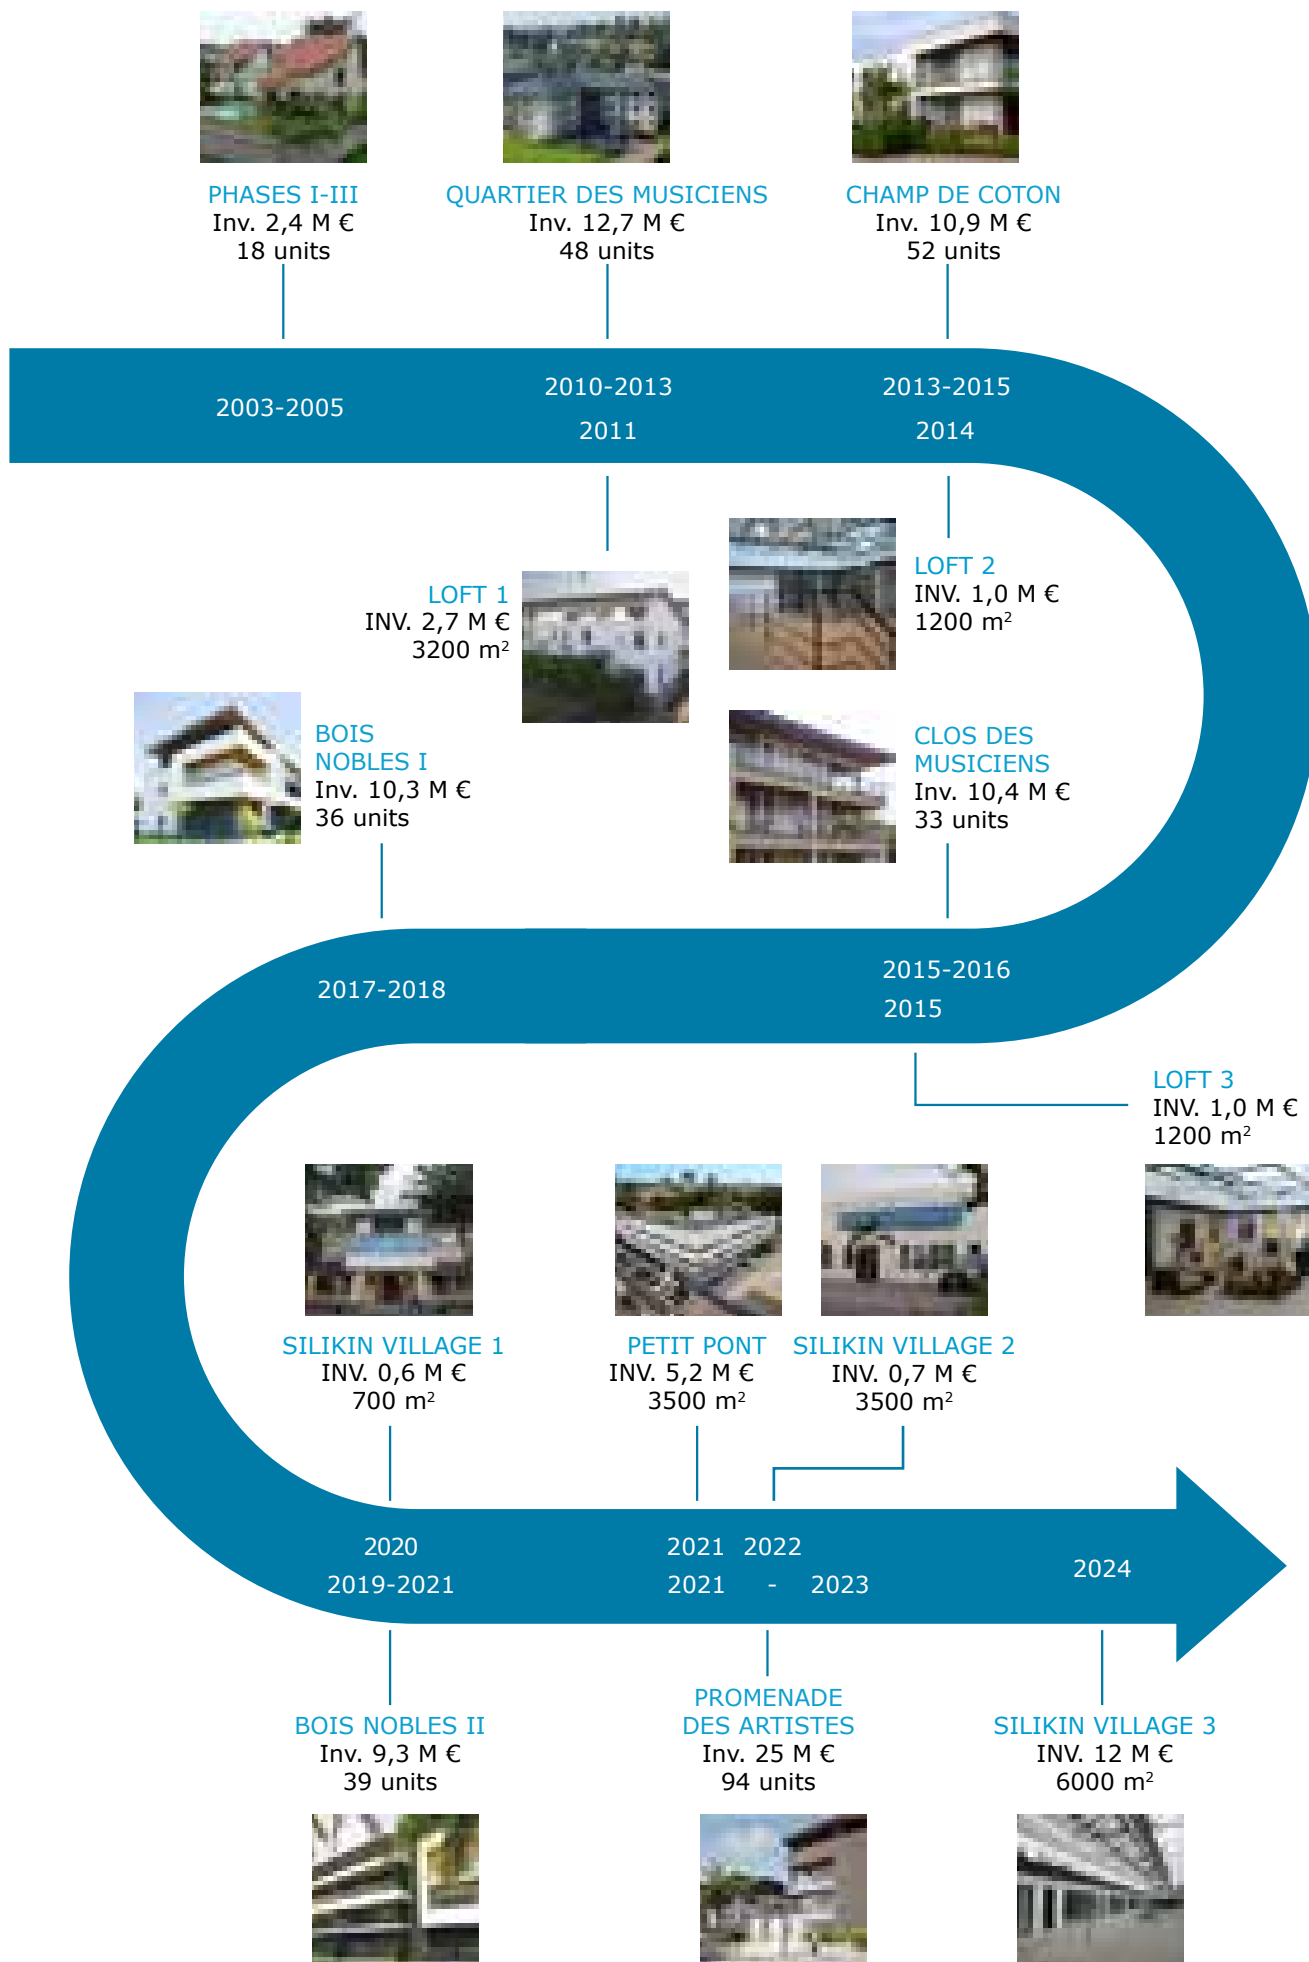 PHASES I-III
Inv. 2,4 M €
18 units
QUARTIER DES MUSICIENS
Inv. 12,7 M €
48 units
CHAMP DE COTON
Inv. 10,9 M €
52 units
2003-2005
2010-2013
2011
2013-2015
2014
LOFT 1
INV. 2,7 M €
3200 m²
LOFT 2
INV. 1,0 M €
1200 m²
BOIS
NOBLES I
Inv. 10,3 M €
36 units
CLOS DES
MUSICIENS
Inv. 10,4 M €
33 units
2017-2018
2015-2016
2015
LOFT 3
INV. 1,0 M €
1200 m²
SILIKIN VILLAGE 1
INV. 0,6 M €
700 m²
PETIT PONT
INV. 5,2 M €
3500 m²
SILIKIN VILLAGE 2
INV. 0,7 M €
3500 m²
2020
2019-2021
2021 2022
2021 - 2023
2024
BOIS NOBLES II
Inv. 9,3 M €
39 units
PROMENADE
DES ARTISTES
Inv. 25 M €
94 units
SILIKIN VILLAGE 3
INV. 12 M €
6000 m²